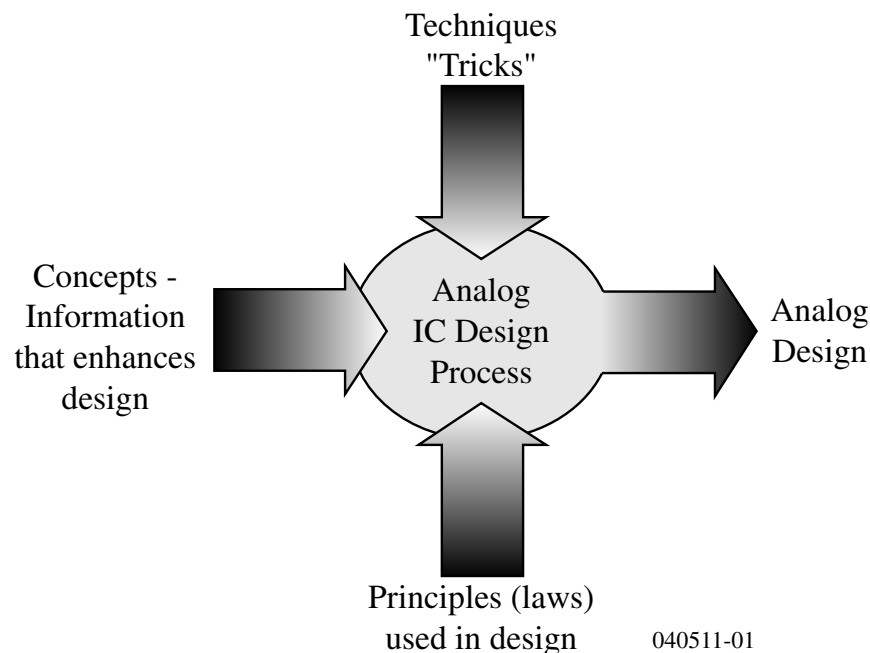 Techniques
"Tricks"
Concepts -
Information
that enhances
design
Analog
IC Design
Process
Analog
Design
Principles (laws)
used in design
040511-01